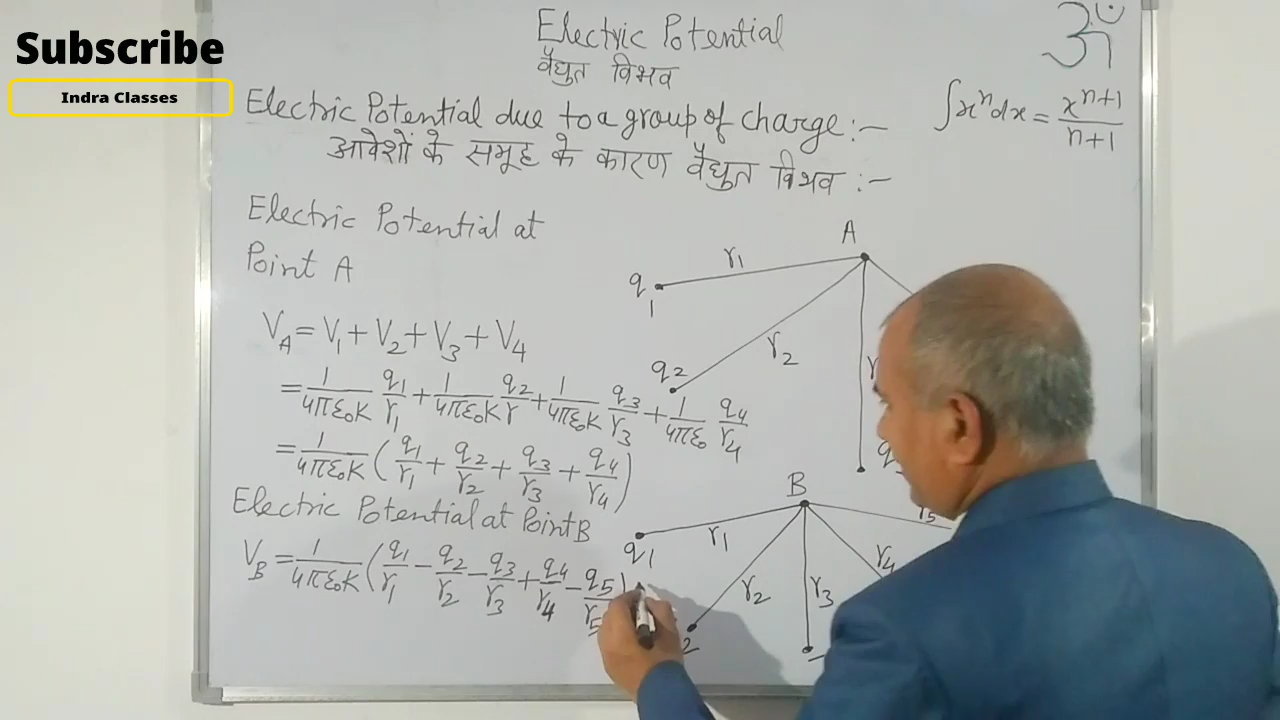 Subscribe
Indra Classes
Electric Potential
वैद्युत विभव
ॐ
Electric Potential due to a group of charge:-
आवेशों के समूह के कारण वैद्युत विभव :-
∫xⁿdx = xⁿ⁺¹/n+1
Electric Potential at
Point A
V_A = V₁ + V₂ + V₃ + V₄
= 1/4πε₀K q₁/r₁ + 1/4πε₀K q₂/r + 1/4πε₀K q₃/r₃ + 1/4πε₀ q₄/r₄
= 1/4πε₀K (q₁/r₁ + q₂/r₂ + q₃/r₃ + q₄/r₄)
Electric Potential at Point B
V_B = 1/4πε₀K (q₁/r₁ - q₂/r₂ - q₃/r₃ + q₄/r₄ - q₅/r₅)
A
q₁
r₁
q₂
r₂
r
q
B
q₁
r₁
r₂
r₃
r₄
r₅
2